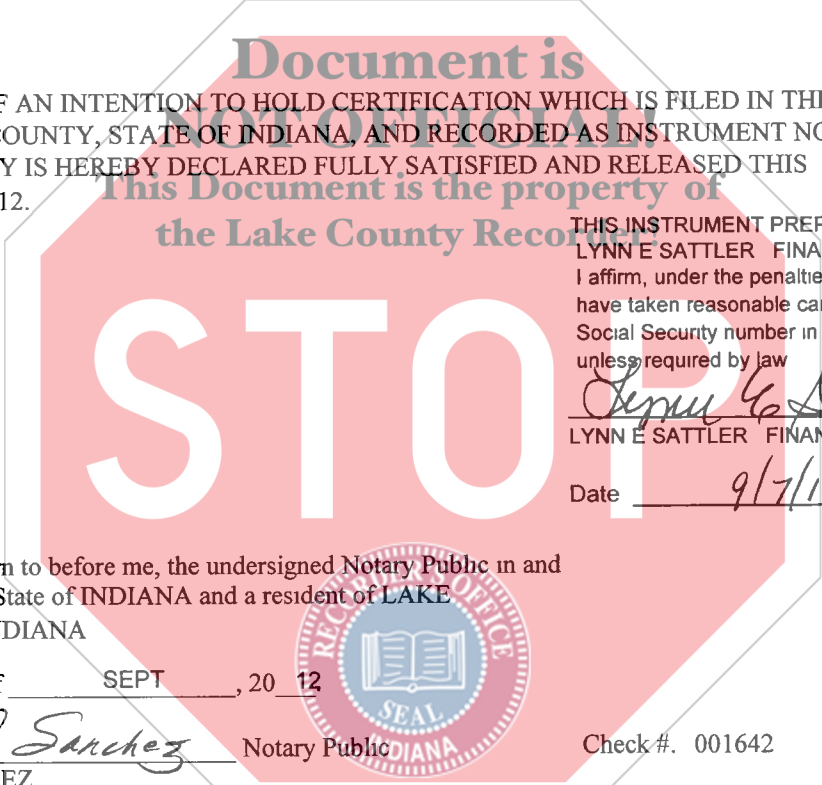 Document is
NOT OFFICIAL!
This Document is the property of
the Lake County Recorder!
STOP
F AN INTENTION TO HOLD CERTIFICATION WHICH IS FILED IN TH
OUNTY, STATE OF INDIANA, AND RECORDED AS INSTRUMENT NO
Y IS HEREBY DECLARED FULLY SATISFIED AND RELEASED THIS
12.
THIS INSTRUMENT PREP
LYNN E SATTLER FINA
I affirm, under the penaltie
have taken reasonable ca
Social Security number in
unless required by law
Lynn E S
LYNN E SATTLER FINAN
Date 9/7/1
n to before me, the undersigned Notary Public in and
State of INDIANA and a resident of LAKE
DIANA
f SEPT, 20 12
Sanchez Notary Public
EZ
Check #. 001642
RECORDER'S OFFICE
SEAL
INDIANA